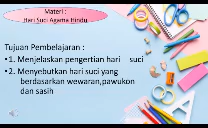 Materi :
Hari Suci Agama Hindu
Tujuan Pembelajaran :
•1. Menjelaskan pengertian hari suci
•2. Menyebutkan hari suci yang
berdasarkan wewaran,pawukon
dan sasih